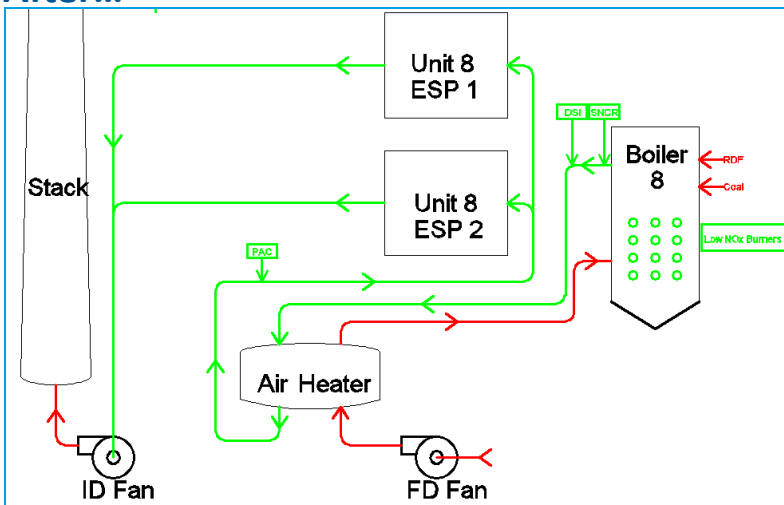 After...
Unit 8
ESP 1
DSI
SNCR
Boiler
8
RDF
Coal
Stack
Unit 8
ESP 2
Low NOx Burners
PAC
Air Heater
ID Fan
FD Fan